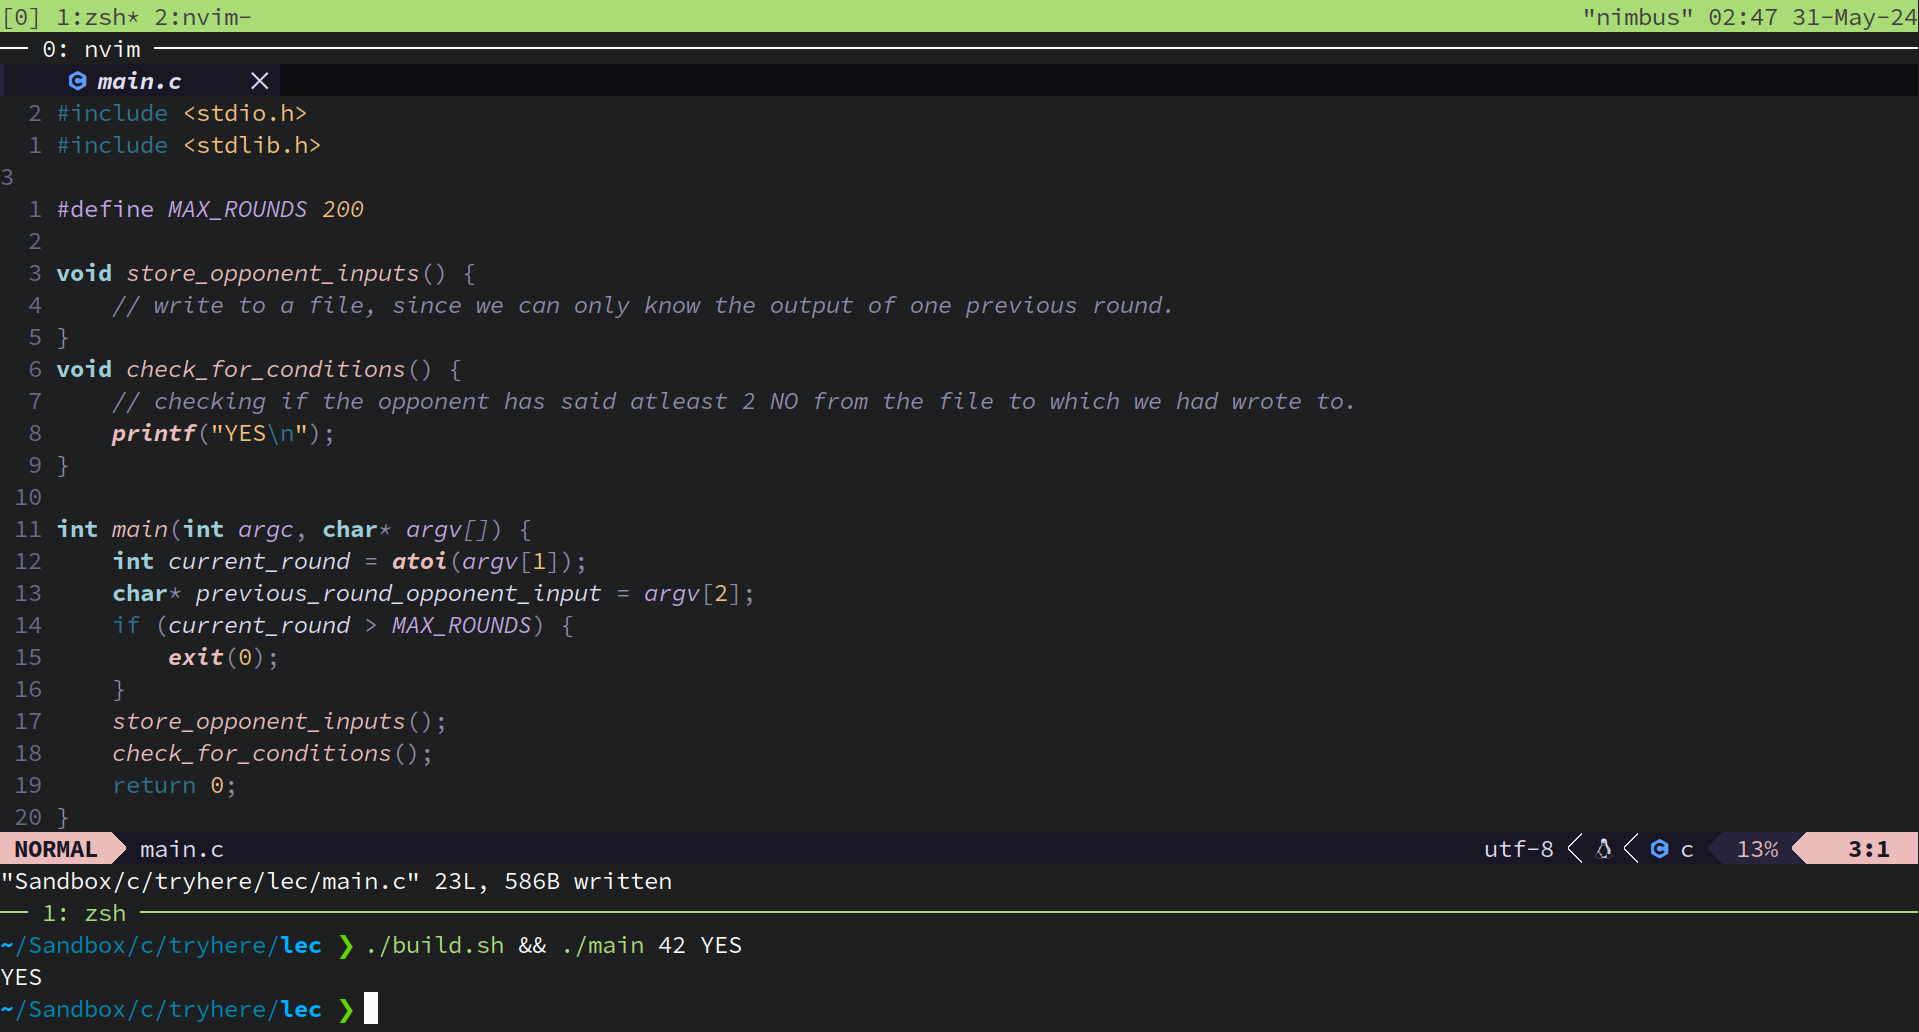 [0] 1:zsh* 2:nvim- "nimbus" 02:47 31-May-24
0: nvim
main.c
2 #include <stdio.h>
1 #include <stdlib.h>
3
1 #define MAX_ROUNDS 200
2
3 void store_opponent_inputs() {
4 // write to a file, since we can only know the output of one previous round.
5 }
6 void check_for_conditions() {
7 // checking if the opponent has said atleast 2 NO from the file to which we had wrote to.
8 printf("YES\n");
9 }
10
11 int main(int argc, char* argv[]) {
12 int current_round = atoi(argv[1]);
13 char* previous_round_opponent_input = argv[2];
14 if (current_round > MAX_ROUNDS) {
15 exit(0);
16 }
17 store_opponent_inputs();
18 check_for_conditions();
19 return 0;
20 }
NORMAL main.c utf-8 c 13% 3:1
"Sandbox/c/tryhere/lec/main.c" 23L, 586B written
1: zsh
~/Sandbox/c/tryhere/lec ❯ ./build.sh && ./main 42 YES
YES
~/Sandbox/c/tryhere/lec ❯